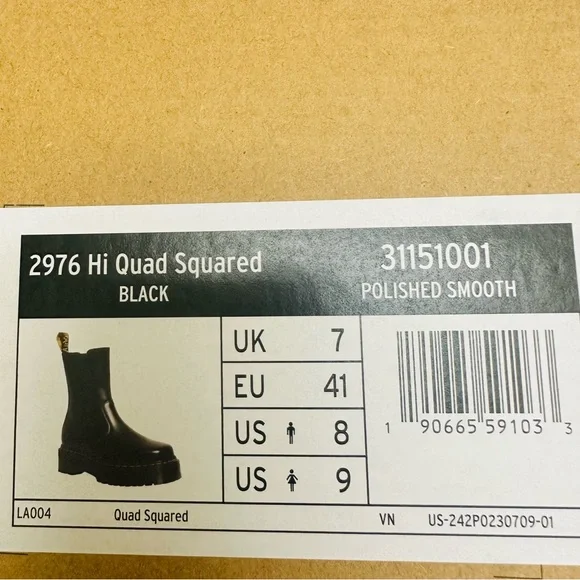 2976 Hi Quad Squared
BLACK
31151001
POLISHED SMOOTH
UK 7
EU 41
US 8
US 9
1 90665 59103 3
LA004 Quad Squared VN US-242P0230709-01